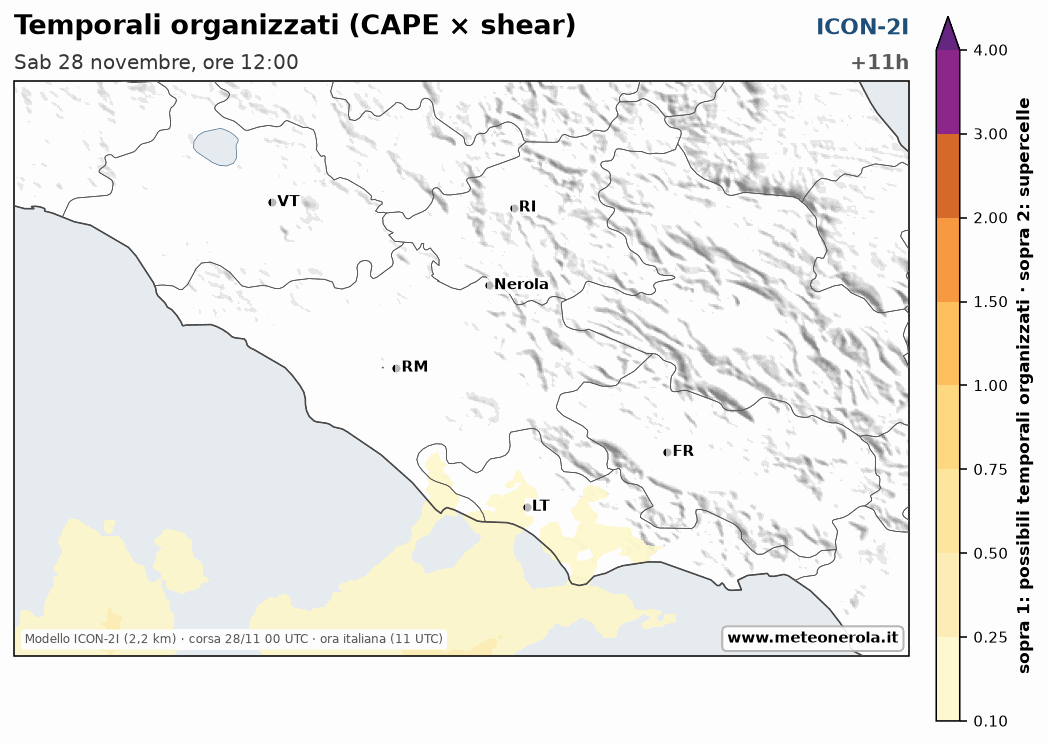 Temporali organizzati (CAPE × shear)
ICON-2I
Sab 28 novembre, ore 12:00
+11h
VT
RI
Nerola
RM
FR
LT
Modello ICON-2I (2,2 km) · corsa 28/11 00 UTC · ora italiana (11 UTC)
www.meteonerola.it
4.00
3.00
2.00
1.50
1.00
0.75
0.50
0.25
0.10
sopra 1: possibili temporali organizzati · sopra 2: supercelle